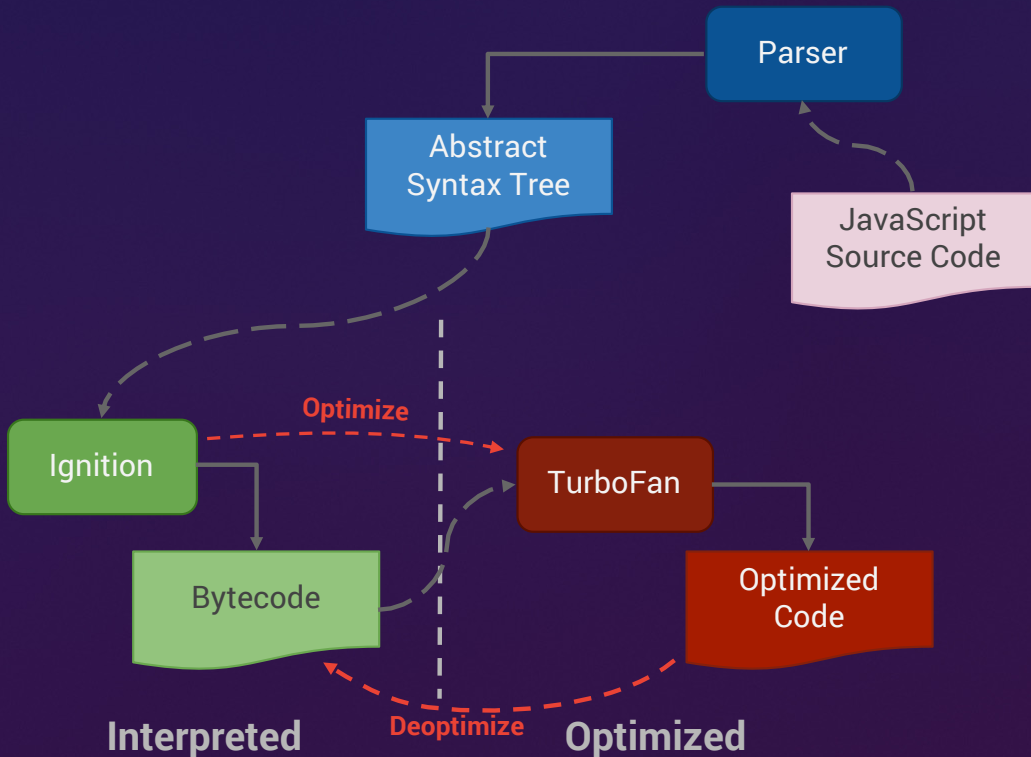 Parser
Abstract
Syntax Tree
JavaScript
Source Code
Optimize
Ignition
TurboFan
Bytecode
Optimized
Code
Deoptimize
Interpreted
Optimized